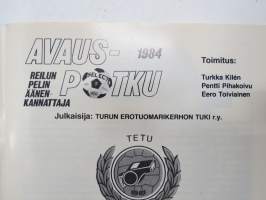 AVAUS- 1984
REILUN
PELIN
ÄÄNEN-
KANNATTAJA
POTKU
Toimitus:
Turkka Kilén
Pentti Pihakoivu
Eero Toiviainen
Julkaisija: TURUN EROTUOMARIKERHON TUKI r.y.
TETU